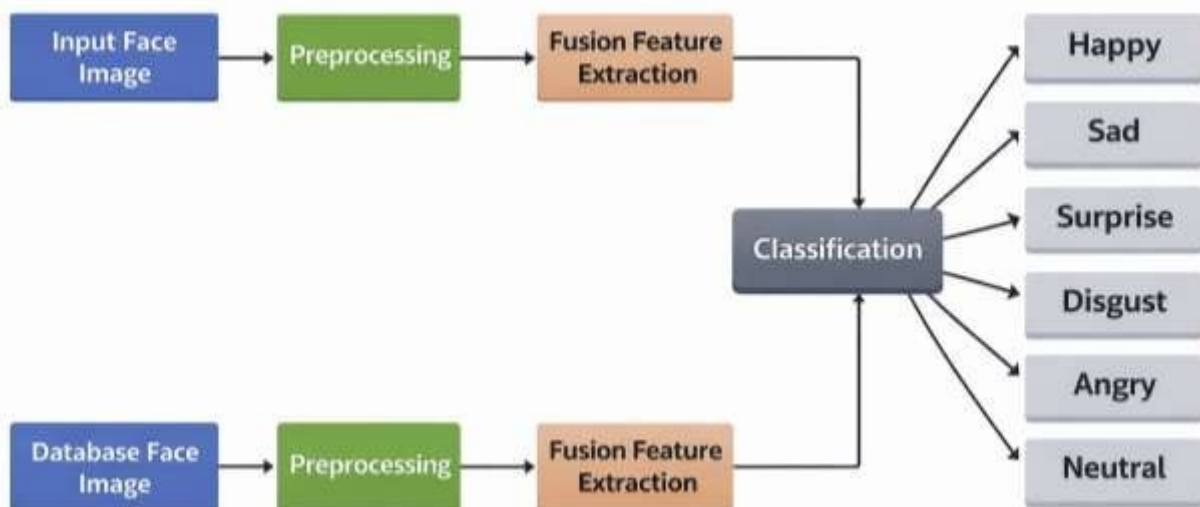 Input Face
Image
Preprocessing
Fusion Feature
Extraction
Happy
Sad
Surprise
Classification
Disgust
Angry
Neutral
Database Face
Image
Preprocessing
Fusion Feature
Extraction